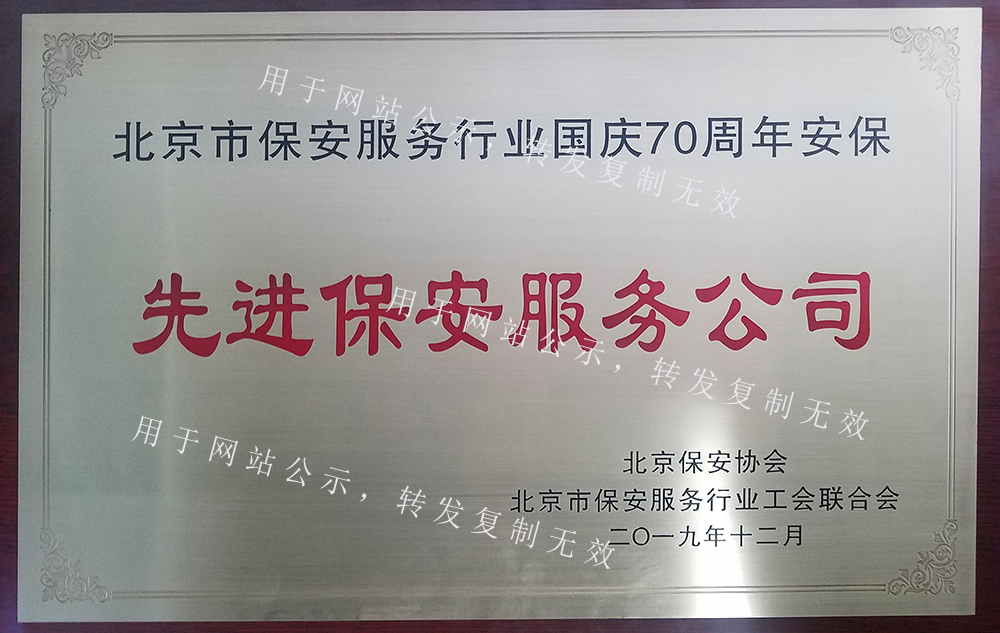 用于网站公示，转发复制无效
北京市保安服务行业国庆70周年安保
先进保安服务公司
用于网站公示，转发复制无效
用于网站公示，转发复制无效
北京保安协会
北京市保安服务行业工会联合会
二〇一九年十二月